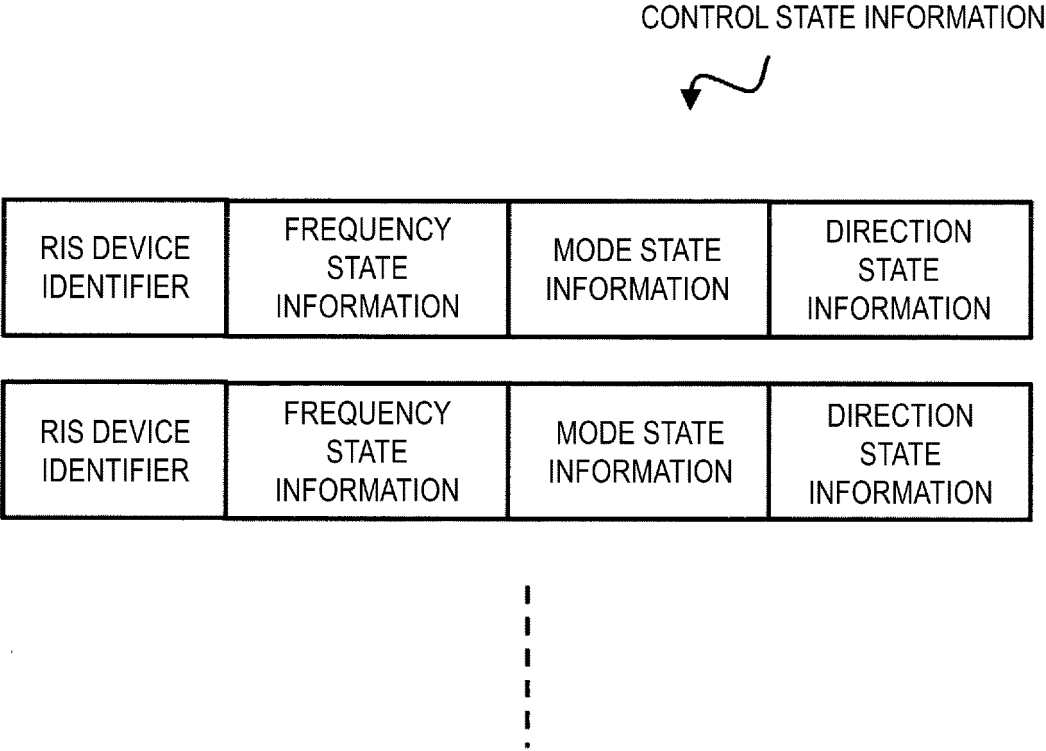 CONTROL STATE INFORMATION
RIS DEVICE
IDENTIFIER
FREQUENCY
STATE
INFORMATION
MODE STATE
INFORMATION
DIRECTION
STATE
INFORMATION
RIS DEVICE
IDENTIFIER
FREQUENCY
STATE
INFORMATION
MODE STATE
INFORMATION
DIRECTION
STATE
INFORMATION